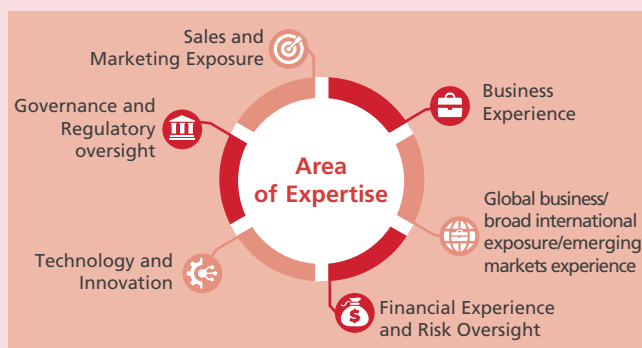 Sales and
Marketing Exposure
Business
Experience
Governance and
Regulatory
oversight
Area
of Expertise
Global business/
broad international
exposure/emerging
markets experience
Technology and
Innovation
Financial Experience
and Risk Oversight
$